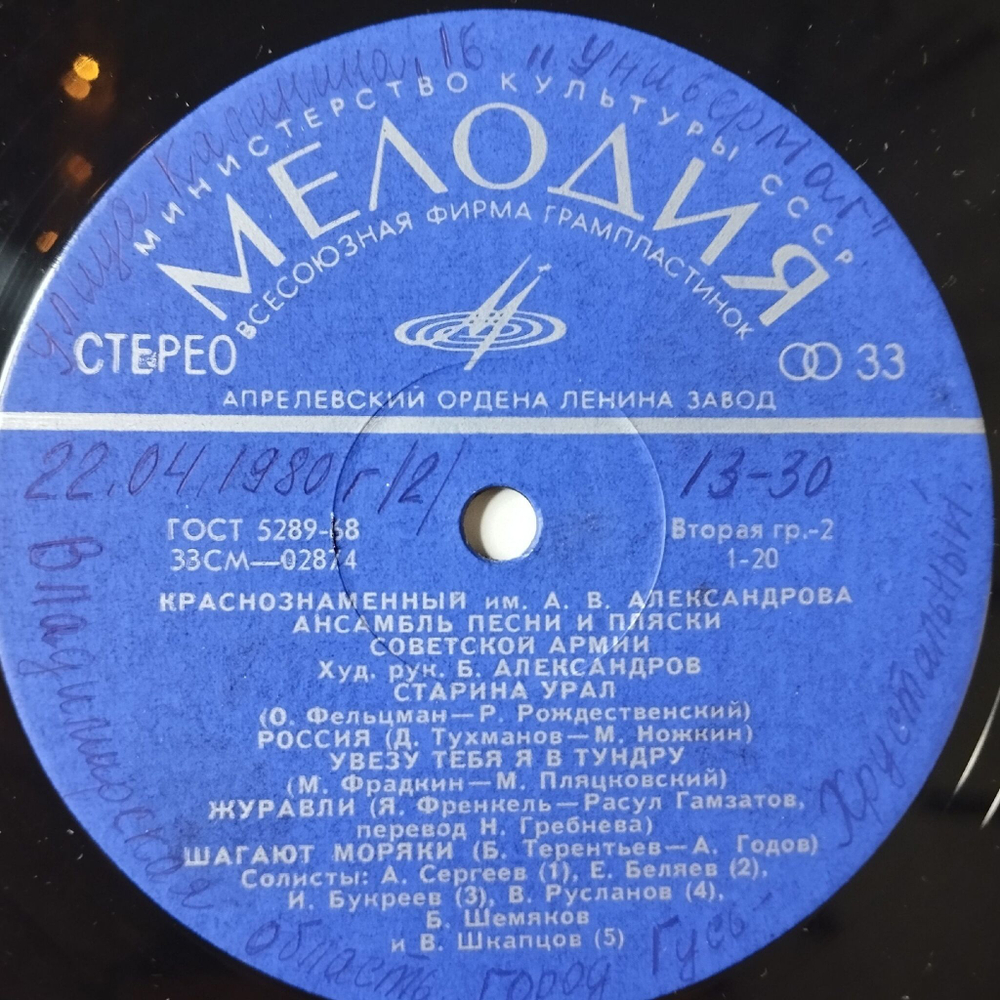 улица Калинина, 16 „Универмаг"
МИНИСТЕРСТВО КУЛЬТУРЫ СССР
МЕЛОДИЯ
ВСЕСОЮЗНАЯ ФИРМА ГРАМПЛАСТИНОК
СТЕРЕО
33
АПРЕЛЕВСКИЙ ОРДЕНА ЛЕНИНА ЗАВОД
22.04.1980 г /2/ 13-30
ГОСТ 5289-68 Вторая гр.-2
33СМ—02874 1-20
КРАСНОЗНАМЕННЫЙ им. А. В. АЛЕКСАНДРОВА
АНСАМБЛЬ ПЕСНИ И ПЛЯСКИ
СОВЕТСКОЙ АРМИИ
Худ. рук. Б. АЛЕКСАНДРОВ
СТАРИНА УРАЛ
(О. Фельцман—Р. Рождественский)
РОССИЯ (Д. Тухманов—М. Ножкин)
УВЕЗУ ТЕБЯ Я В ТУНДРУ
(М. Фрадкин—М. Пляцковский)
ЖУРАВЛИ (Я. Френкель—Расул Гамзатов,
перевод Н. Гребнева)
ШАГАЮТ МОРЯКИ (Б. Терентьев—А. Годов)
Солисты: А. Сергеев (1), Е. Беляев (2),
И. Букреев (3), В. Русланов (4),
Б. Шемяков
и В. Шкапцов (5)
Владимирская область город Гусь-Хрустальный.